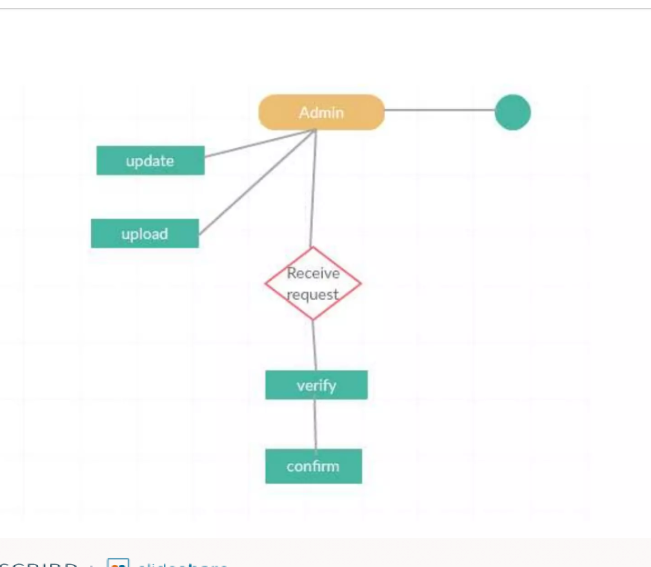 Admin
update
upload
Receive
request
verify
confirm